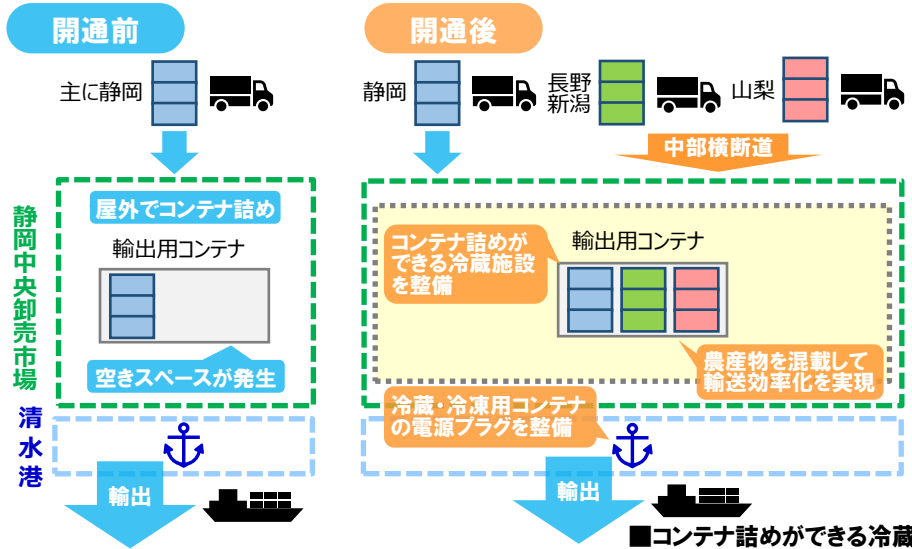 開通前
主に静岡
屋外でコンテナ詰め
輸出用コンテナ
空きスペースが発生
静岡中央卸売市場
清水港
輸出
開通後
静岡
長野
新潟
山梨
中部横断道
コンテナ詰めが
できる冷蔵施設
を整備
輸出用コンテナ
農産物を混載して
輸送効率化を実現
冷蔵・冷凍用コンテナ
の電源プラグを整備
輸出
■コンテナ詰めができる冷蔵